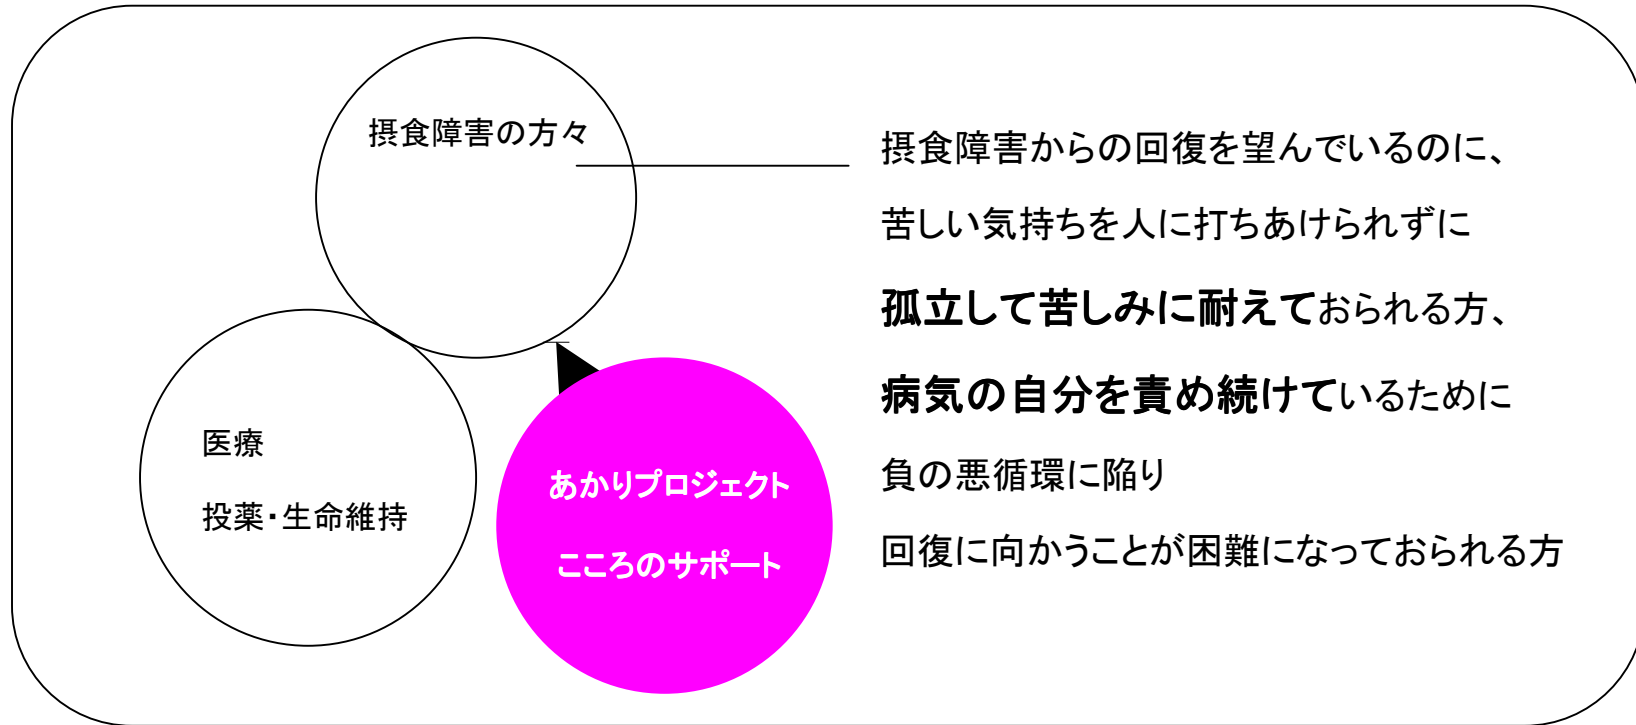 摂食障害の方々
医療
投薬・生命維持
あかりプロジェクト
こころのサポート
摂食障害からの回復を望んでいるのに、
苦しい気持ちを人に打ちあけられずに
孤立して苦しみに耐えておられる方、
病気の自分を責め続けているために
負の悪循環に陥り
回復に向かうことが困難になっておられる方